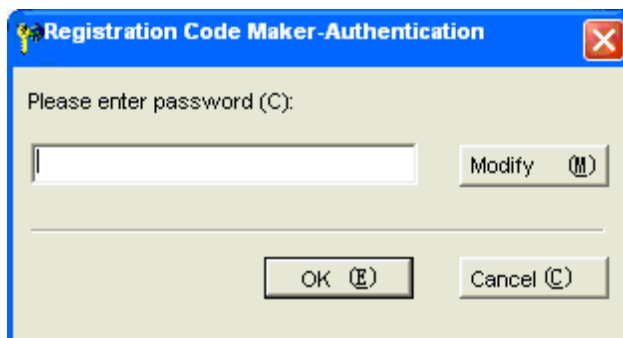 Registration Code Maker-Authentication
Please enter password (C):
Modify (M)
OK (E)
Cancel (C)